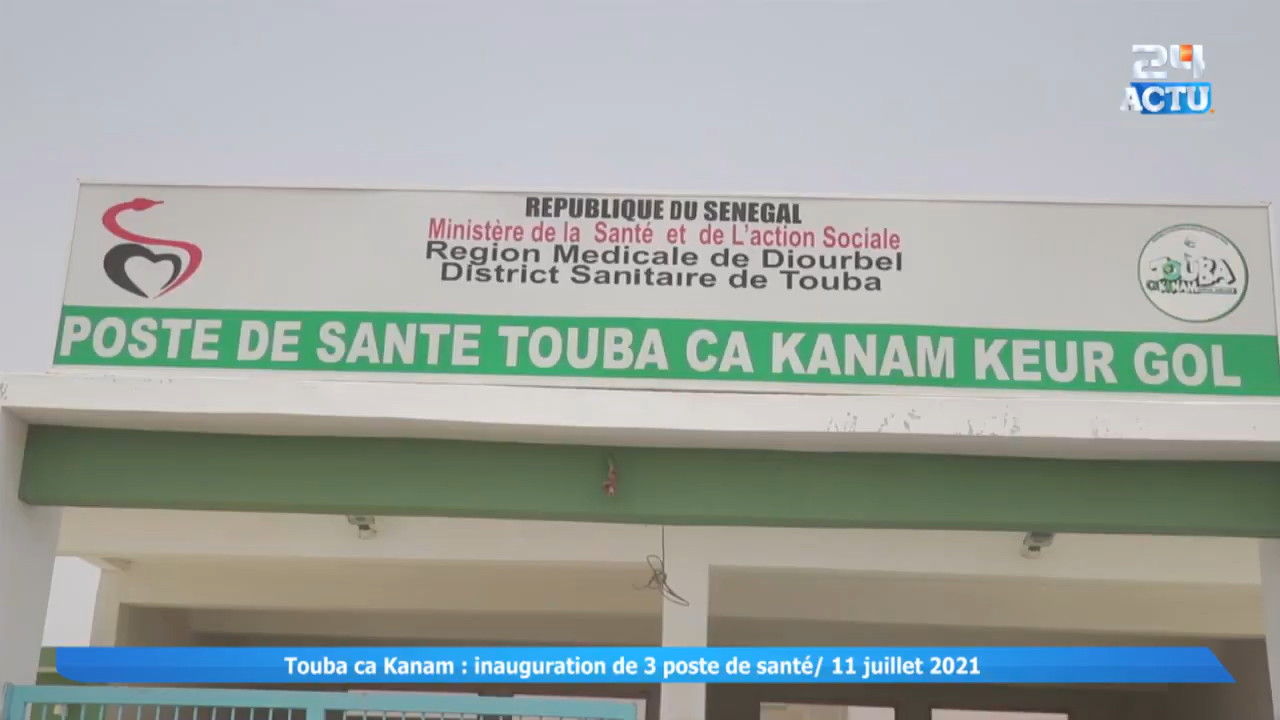 24
ACTU
REPUBLIQUE DU SENEGAL
Ministère de la Santé et de L'action Sociale
Region Medicale de Diourbel
District Sanitaire de Touba
TOUBA
CA KANAM
POSTE DE SANTE TOUBA CA KANAM KEUR GOL
Touba ca Kanam : inauguration de 3 poste de santé/ 11 juillet 2021